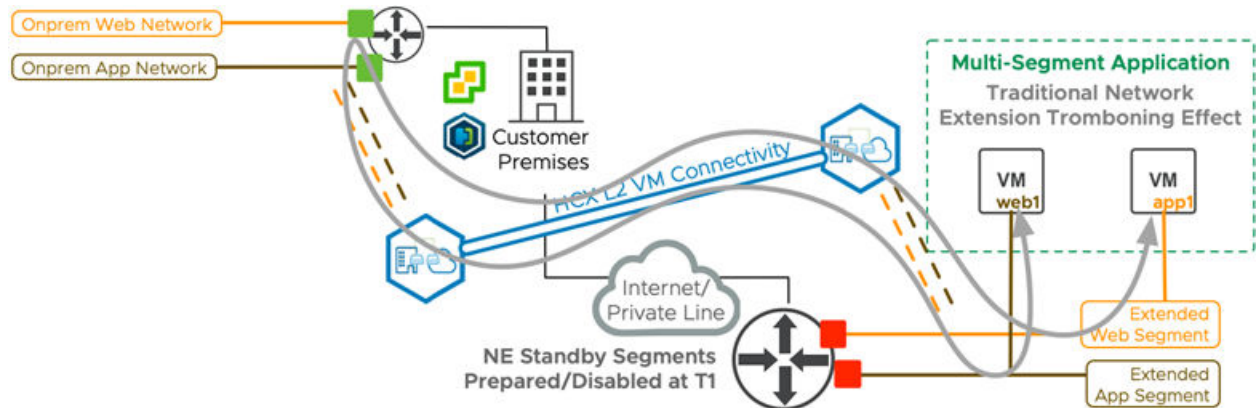 Onprem Web Network
Onprem App Network
Customer
Premises
HCX L2 VM Connectivity
Multi-Segment Application
Traditional Network
Extension Tromboning Effect
VM
web1
VM
app1
Internet/
Private Line
NE Standby Segments
Prepared/Disabled at T1
Extended
Web Segment
Extended
App Segment